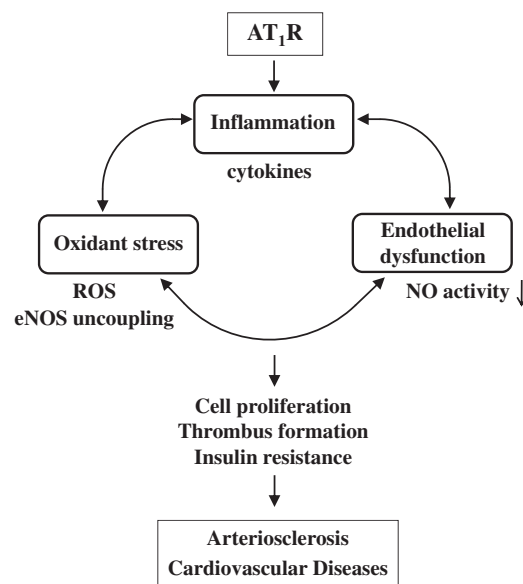 AT₁R
Inflammation
cytokines
Oxidant stress
ROS
eNOS uncoupling
Endothelial
dysfunction
NO activity ↓
Cell proliferation
Thrombus formation
Insulin resistance
Arteriosclerosis
Cardiovascular Diseases